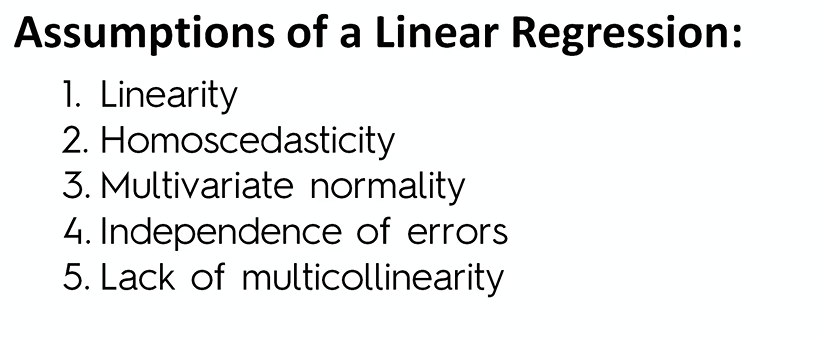 Assumptions of a Linear Regression:
1. Linearity
2. Homoscedasticity
3. Multivariate normality
4. Independence of errors
5. Lack of multicollinearity